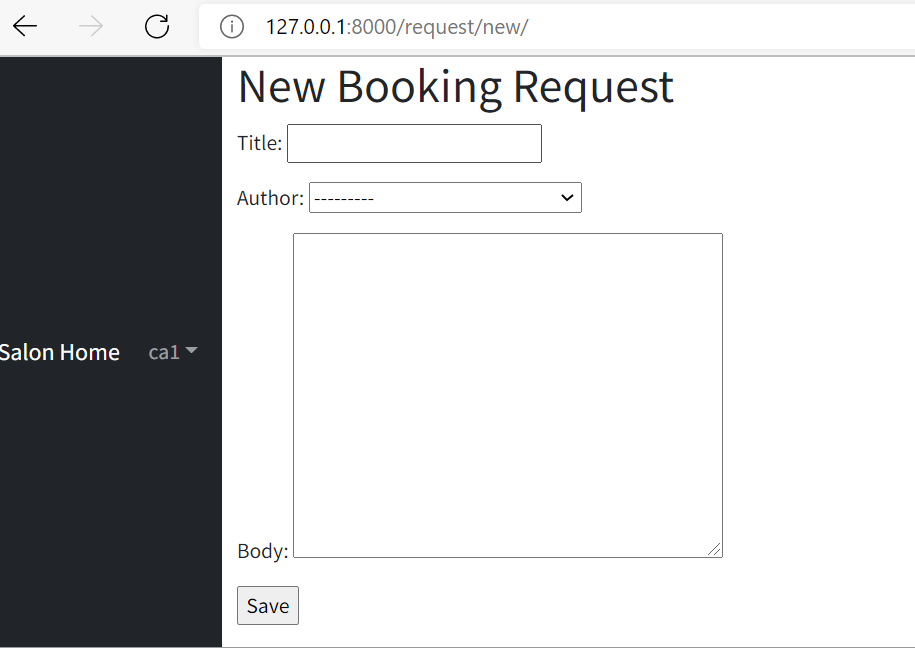 127.0.0.1:8000/request/new/
New Booking Request
Title:
Author: ---------
Salon Home ca1
Body:
Save